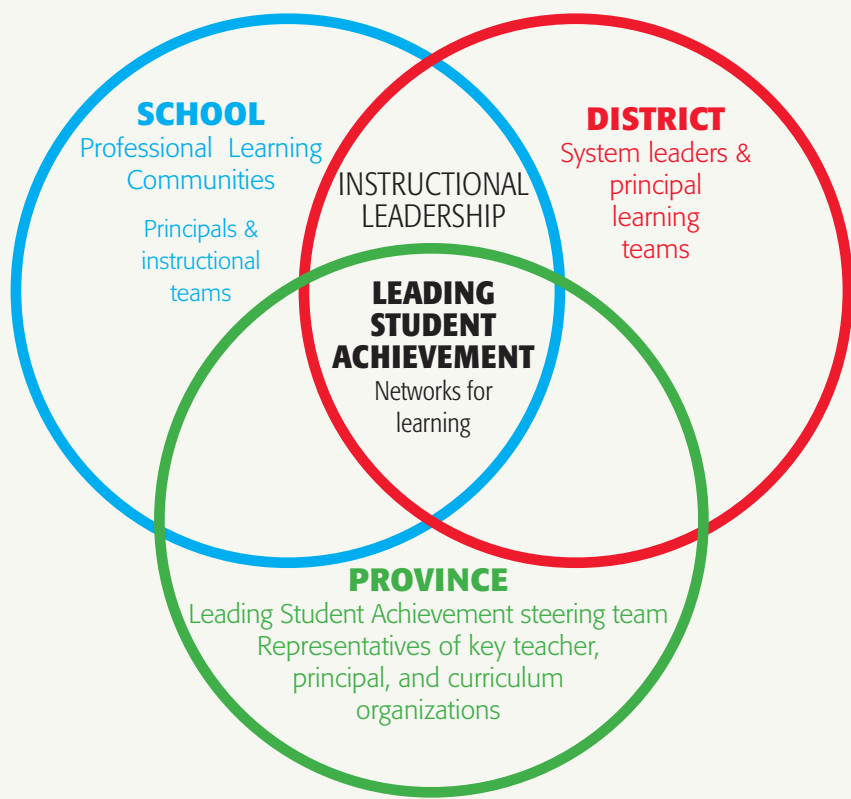 SCHOOL
Professional Learning
Communities
Principals &
instructional
teams
DISTRICT
System leaders &
principal
learning
teams
INSTRUCTIONAL
LEADERSHIP
LEADING
STUDENT
ACHIEVEMENT
Networks for
learning
PROVINCE
Leading Student Achievement steering team
Representatives of key teacher,
principal, and curriculum
organizations